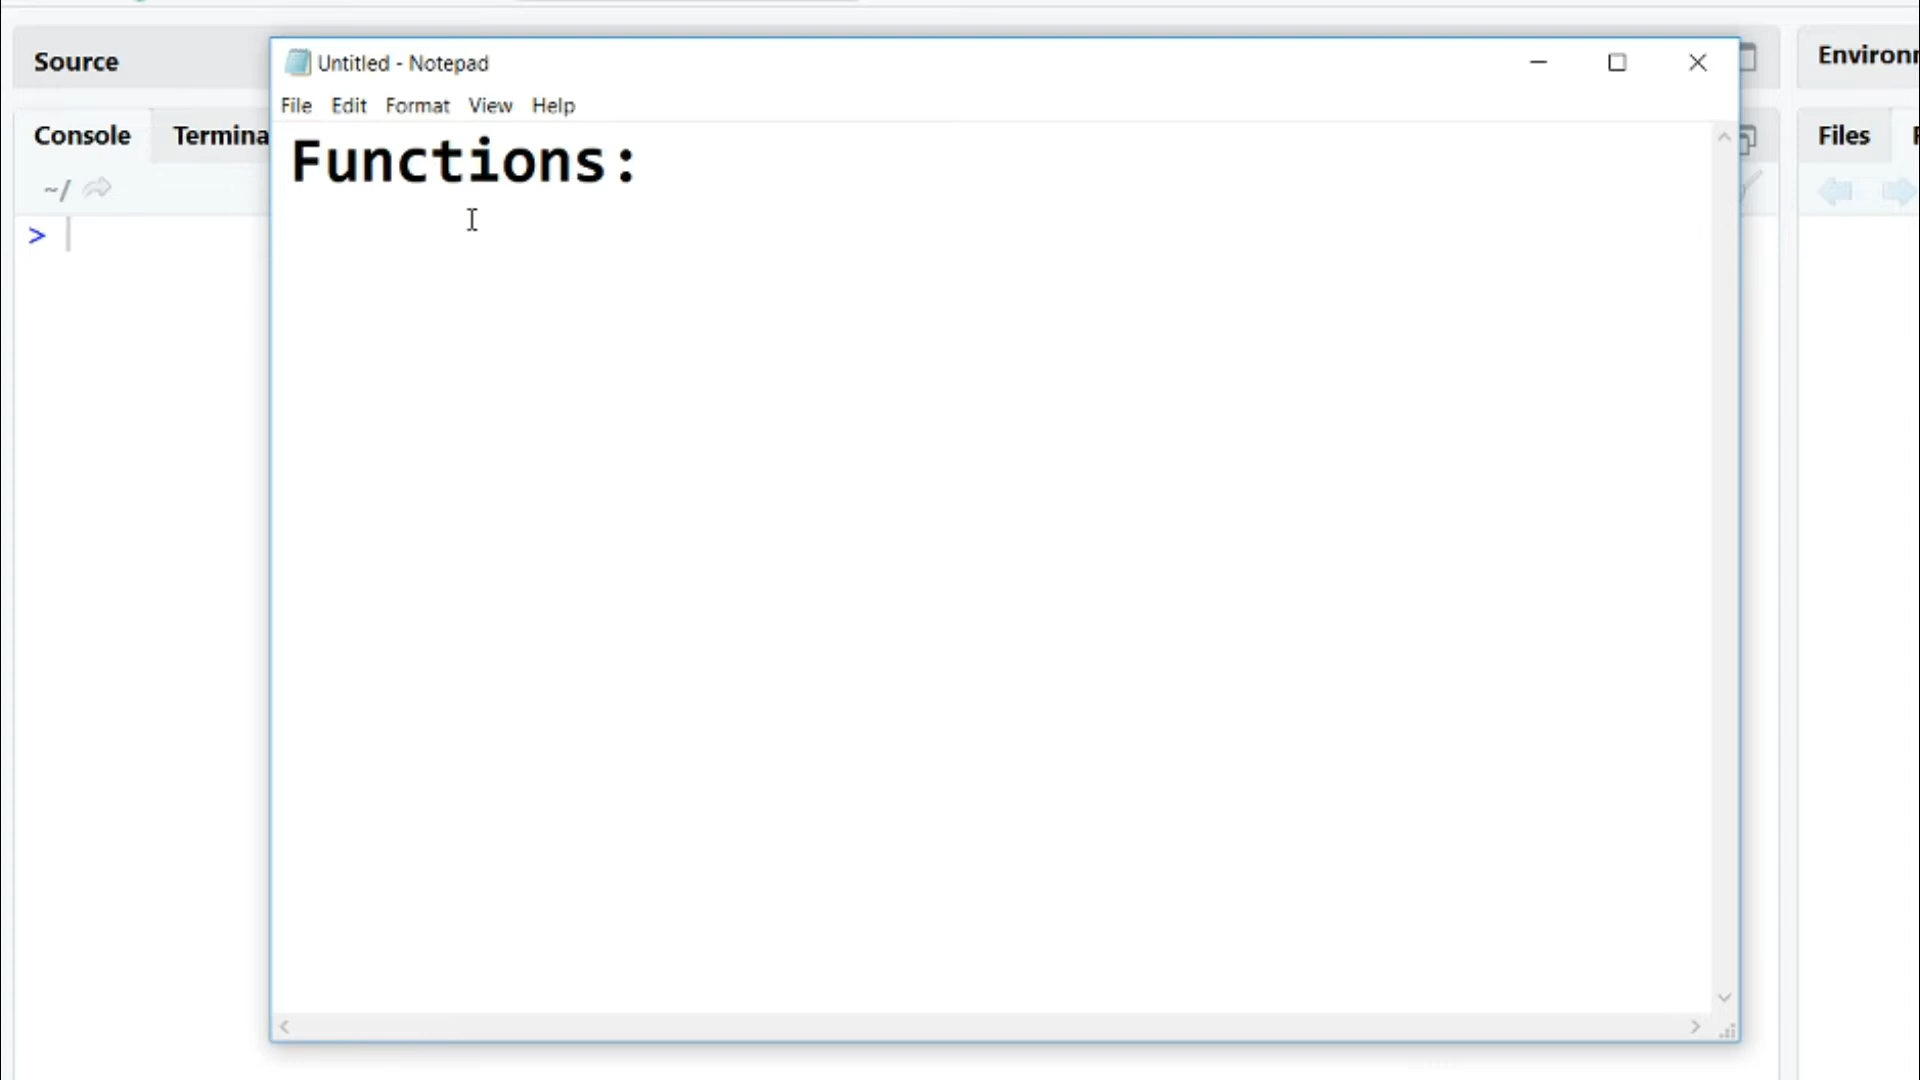 Source
Untitled - Notepad
Environ
File Edit Format View Help
Console Termina
Files
Functions:
~/
>